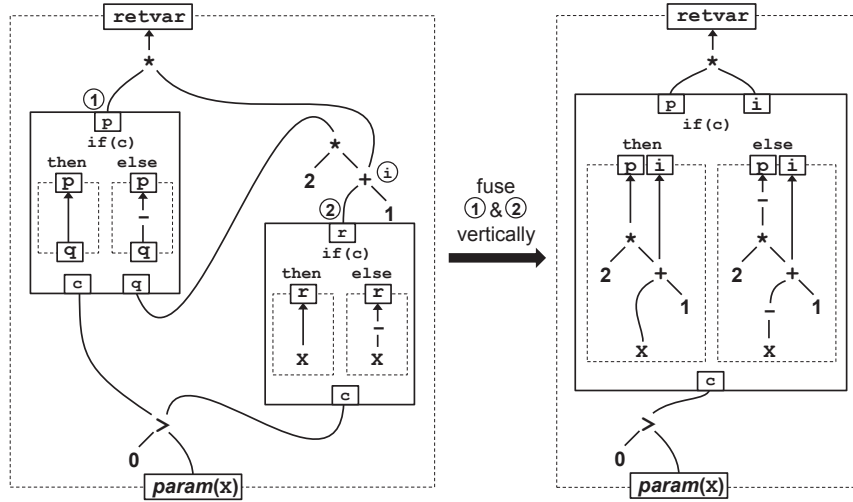 retvar
*
①
p
if(c)
then else
p p
-
q q
c q
*
2 + ⓘ
② 1
r
if(c)
then else
r r
-
x x
c
>
0
param(x)
fuse
① & ②
vertically
retvar
*
p i
if(c)
then else
p i p i
-
* *
2 + 2 +
1 - 1
x x
c
>
0
param(x)